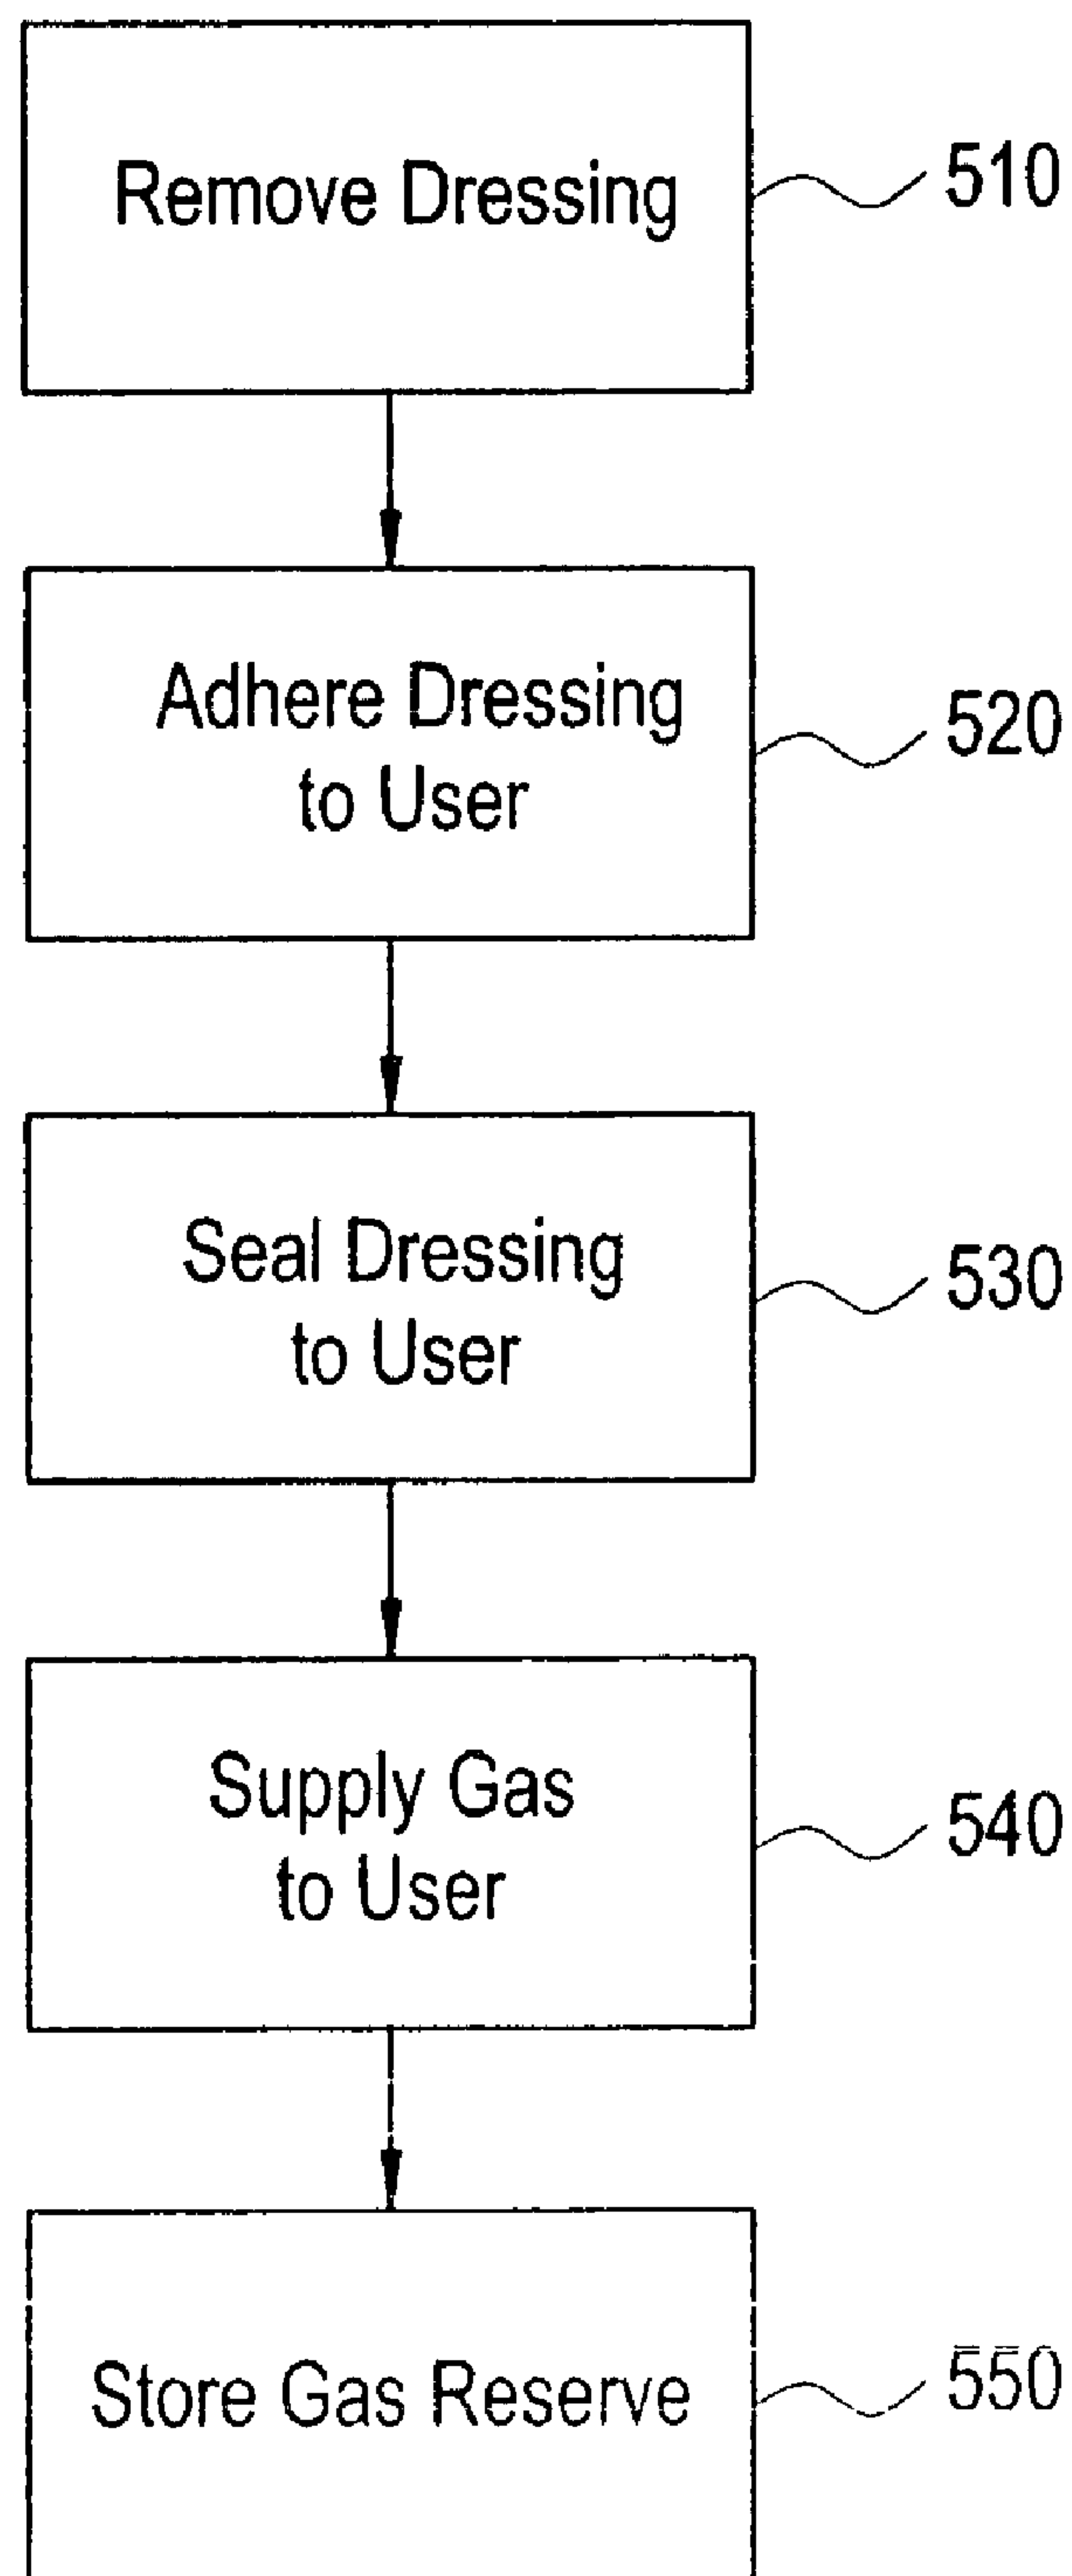 Remove Dressing
510
Adhere Dressing
to User
520
Seal Dressing
to User
530
Supply Gas
to User
540
Store Gas Reserve
550